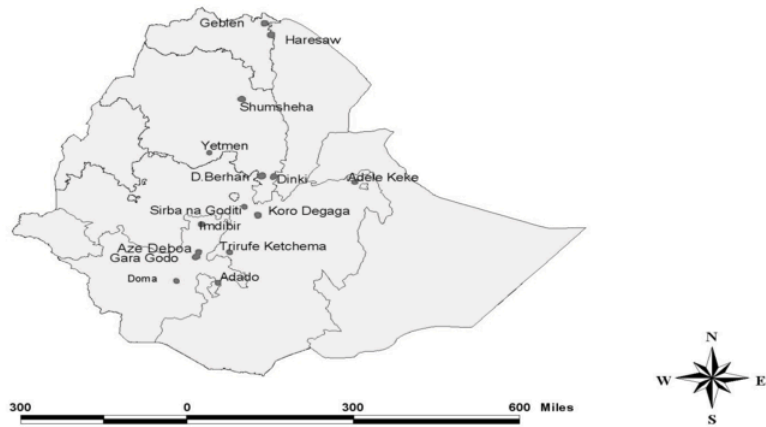 Geblen
Haresaw
Shumsheha
Yetmen
D.Berhan
Dinki
Adele Keke
Sirba na Goditi
Koro Degaga
Imdibir
Aze Deboa
Trirufe Ketchema
Gara Godo
Doma
Adado
N
W E
S
300 0 300 600 Miles